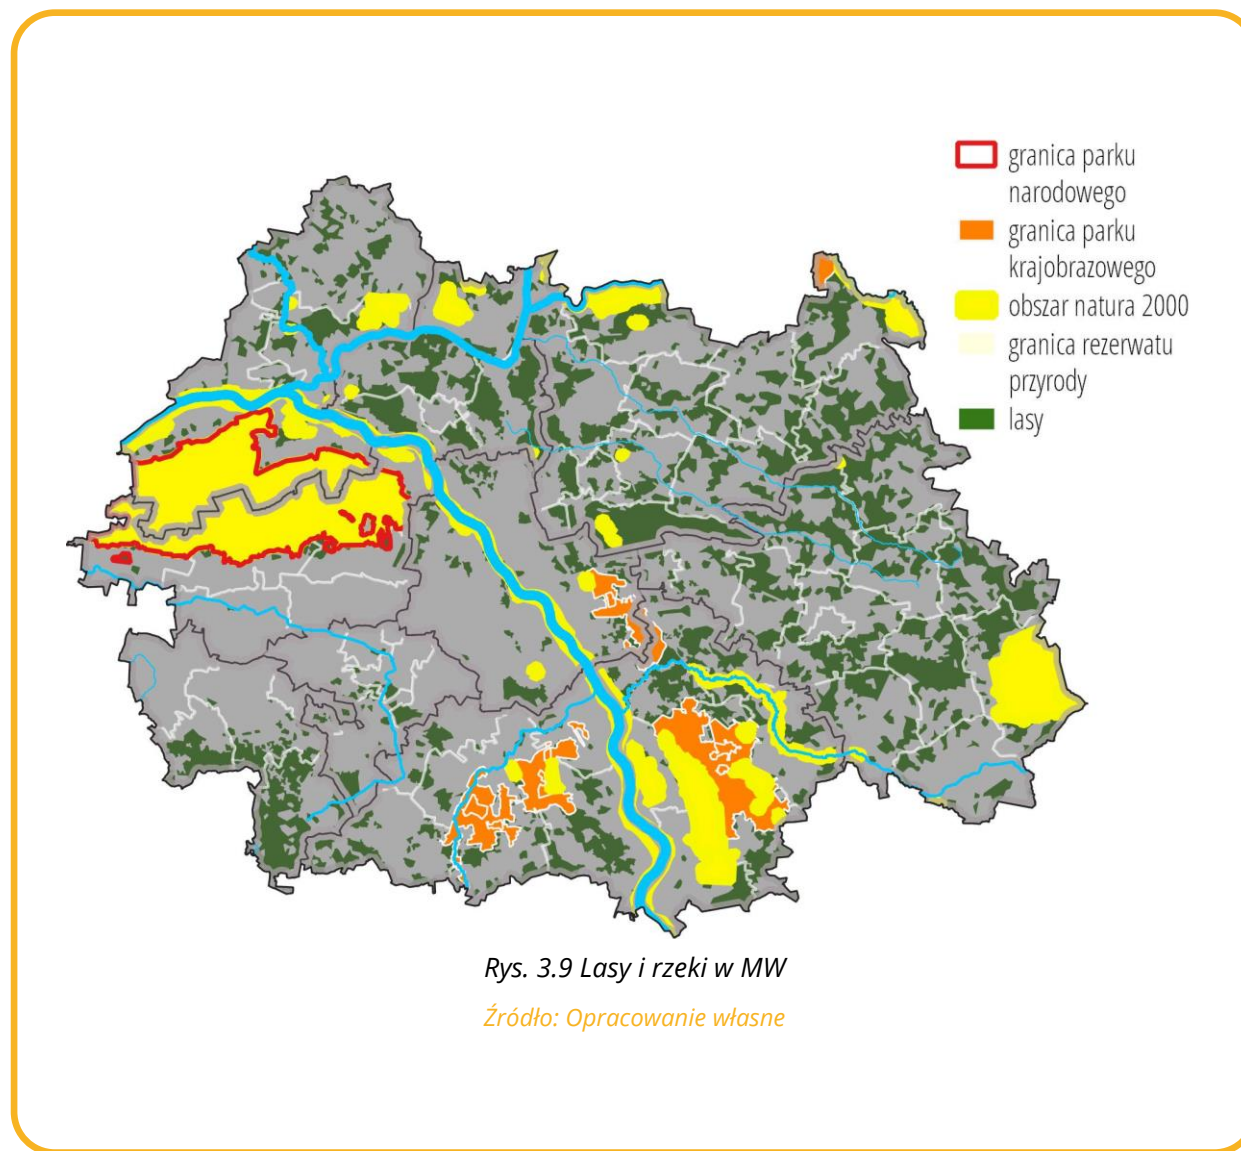 granica parku
narodowego
granica parku
krajobrazowego
obszar natura 2000
granica rezerwatu
przyrody
lasy
Rys. 3.9 Lasy i rzeki w MW
Źródło: Opracowanie własne